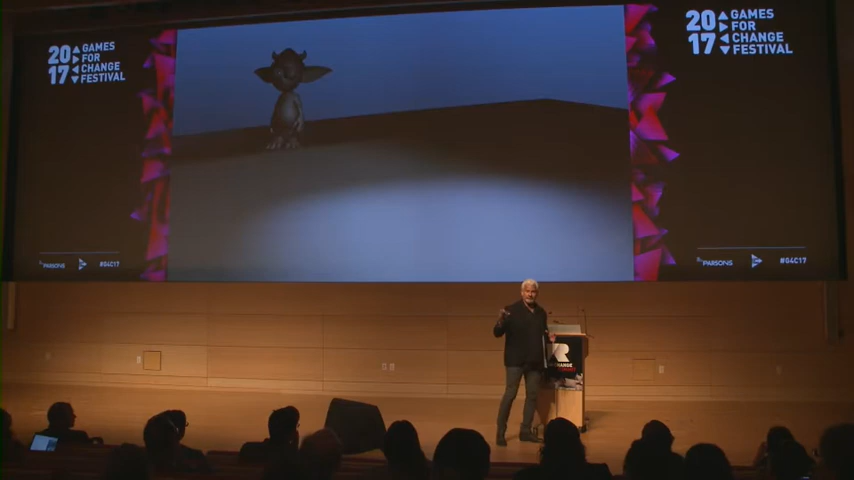 20 GAMES
17 FOR
CHANGE
FESTIVAL
PARSONS
#G4C17
20 GAMES
17 FOR
CHANGE
FESTIVAL
PARSONS
#G4C17